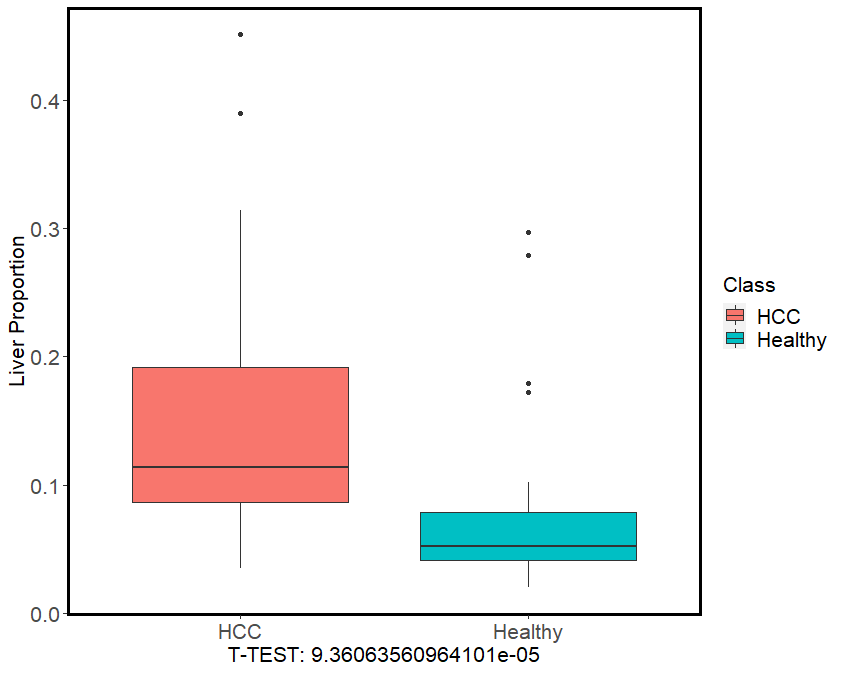 Liver Proportion
0.4
0.3
0.2
0.1
0.0
HCC
Healthy
T-TEST: 9.36063560964101e-05
Class
HCC
Healthy